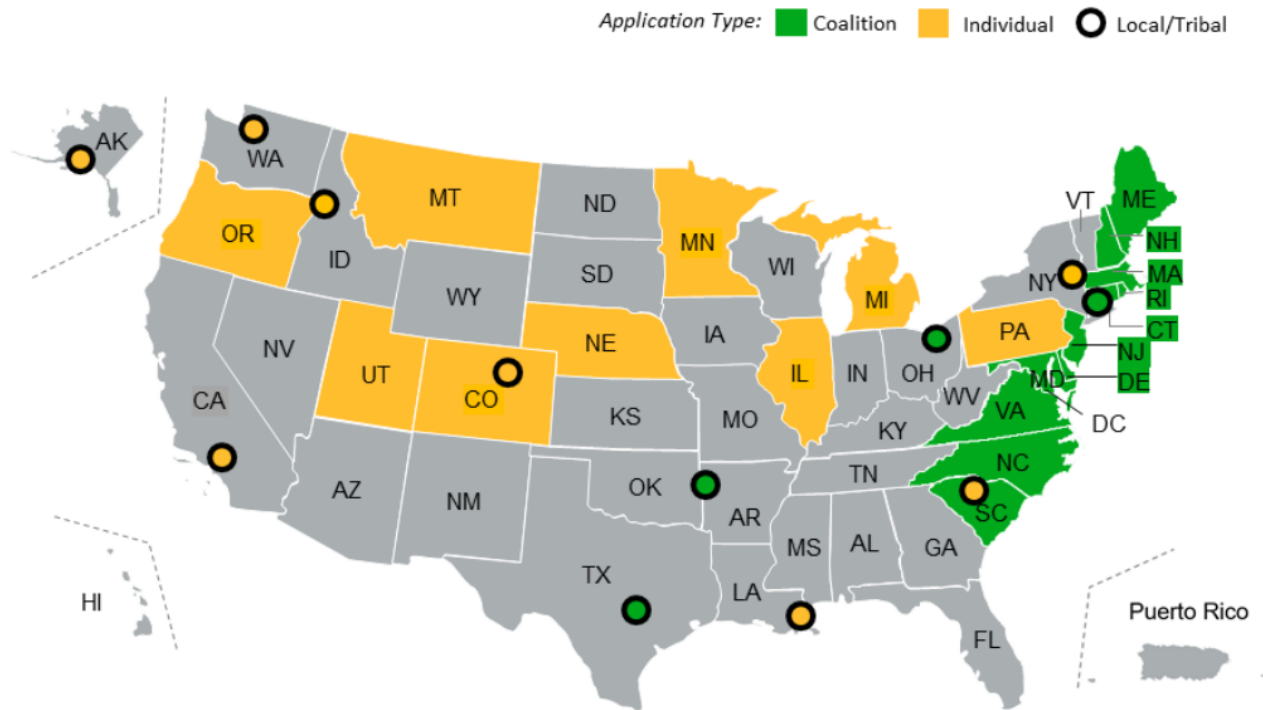 Application Type: Coalition Individual Local/Tribal
AK
WA
MT
ND
MN
VT
ME
OR
ID
SD
WI
NH
MA
NY
RI
WY
MI
CT
IA
PA
NJ
NV
UT
NE
IL
IN
OH
DE
MD
CA
CO
KS
MO
WV
VA
DC
KY
AZ
NM
OK
TN
NC
AR
SC
MS
AL
GA
TX
LA
HI
FL
Puerto Rico